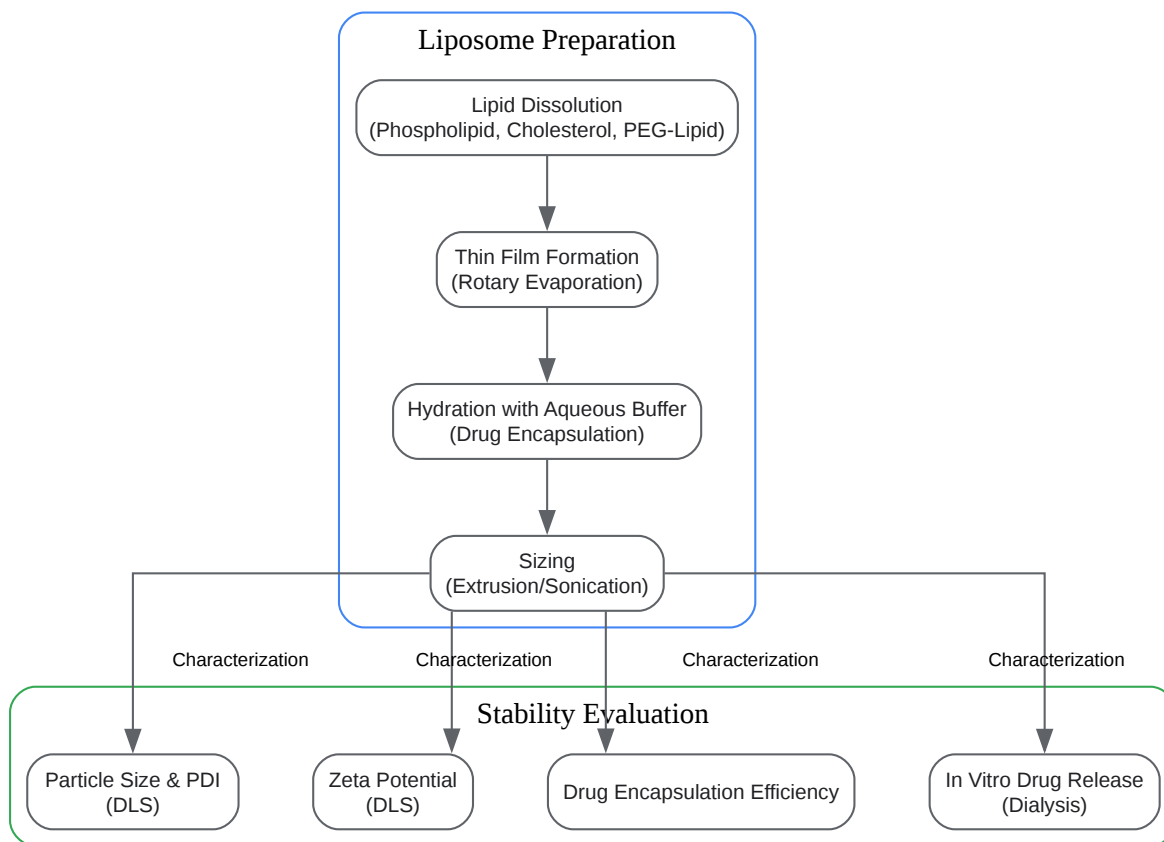 Liposome Preparation
Lipid Dissolution
(Phospholipid, Cholesterol, PEG-Lipid)
Thin Film Formation
(Rotary Evaporation)
Hydration with Aqueous Buffer
(Drug Encapsulation)
Sizing
(Extrusion/Sonication)
Characterization
Characterization
Characterization
Characterization
Stability Evaluation
Particle Size & PDI
(DLS)
Zeta Potential
(DLS)
Drug Encapsulation Efficiency
In Vitro Drug Release
(Dialysis)